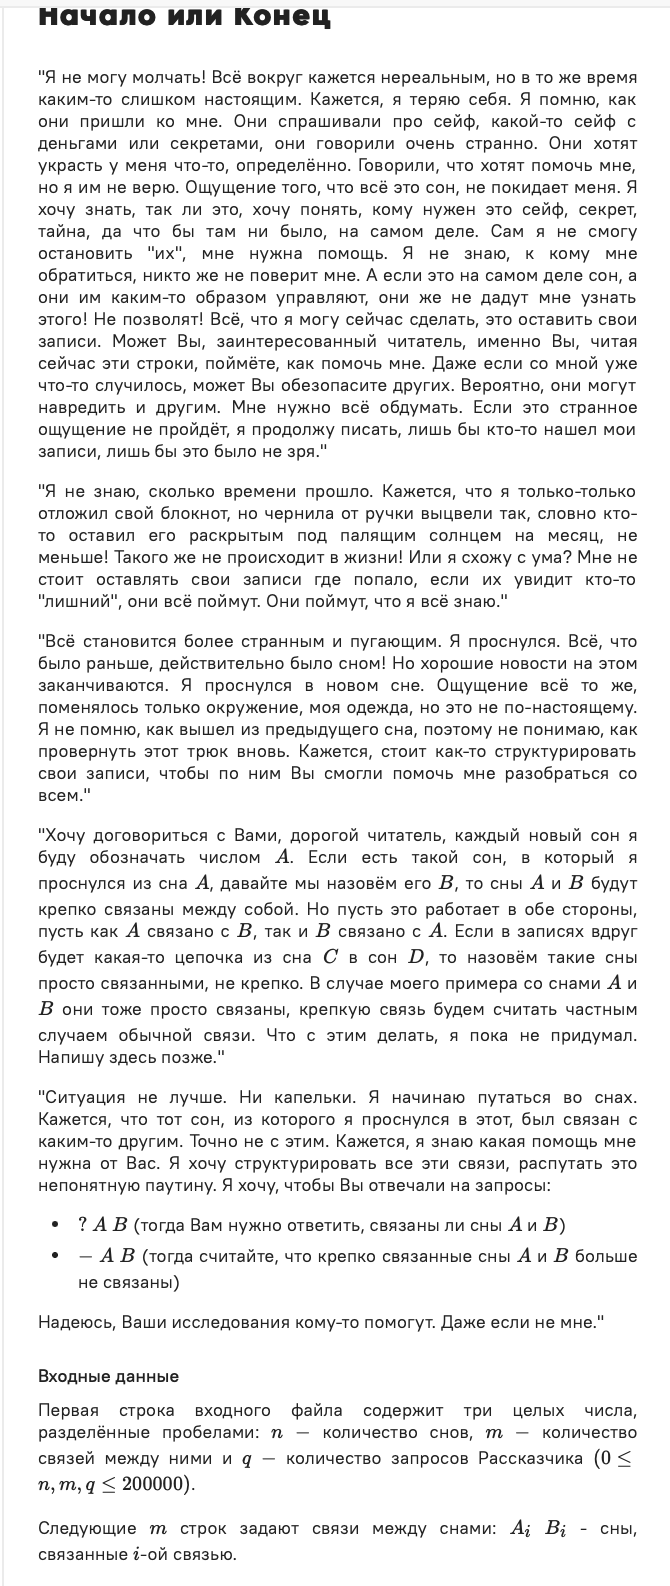 Начало или Конец
"Я не могу молчать! Всё вокруг кажется нереальным, но в то же время
каким-то слишком настоящим. Кажется, я теряю себя. Я помню, как
они пришли ко мне. Они спрашивали про сейф, какой-то сейф с
деньгами или секретами, они говорили очень странно. Они хотят
украсть у меня что-то, определённо. Говорили, что хотят помочь мне,
но я им не верю. Ощущение того, что всё это сон, не покидает меня. Я
хочу знать, так ли это, хочу понять, кому нужен это сейф, секрет,
тайна, да что бы там ни было, на самом деле. Сам я не смогу
остановить "их", мне нужна помощь. Я не знаю, к кому мне
обратиться, никто же не поверит мне. А если это на самом деле сон, а
они им каким-то образом управляют, они же не дадут мне узнать
этого! Не позволят! Всё, что я могу сейчас сделать, это оставить свои
записи. Может Вы, заинтересованный читатель, именно Вы, читая
сейчас эти строки, поймёте, как помочь мне. Даже если со мной уже
что-то случилось, может Вы обезопасите других. Вероятно, они могут
навредить и другим. Мне нужно всё обдумать. Если это странное
ощущение не пройдёт, я продолжу писать, лишь бы кто-то нашел мои
записи, лишь бы это было не зря."
"Я не знаю, сколько времени прошло. Кажется, что я только-только
отложил свой блокнот, но чернила от ручки выцвели так, словно кто-
то оставил его раскрытым под палящим солнцем на месяц, не
меньше! Такого же не происходит в жизни! Или я схожу с ума? Мне не
стоит оставлять свои записи где попало, если их увидит кто-то
"лишний", они всё поймут. Они поймут, что я всё знаю."
"Всё становится более странным и пугающим. Я проснулся. Всё, что
было раньше, действительно было сном! Но хорошие новости на этом
заканчиваются. Я проснулся в новом сне. Ощущение всё то же,
поменялось только окружение, моя одежда, но это не по-настоящему.
Я не помню, как вышел из предыдущего сна, поэтому не понимаю, как
провернуть этот трюк вновь. Кажется, стоит как-то структурировать
свои записи, чтобы по ним Вы смогли помочь мне разобраться со
всем."
"Хочу договориться с Вами, дорогой читатель, каждый новый сон я
буду обозначать числом A. Если есть такой сон, в который я
проснулся из сна A, давайте мы назовём его B, то сны A и B будут
крепко связаны между собой. Но пусть это работает в обе стороны,
пусть как A связано с B, так и B связано с A. Если в записях вдруг
будет какая-то цепочка из сна C в сон D, то назовём такие сны
просто связанными, не крепко. В случае моего примера со снами A и
B они тоже просто связаны, крепкую связь будем считать частным
случаем обычной связи. Что с этим делать, я пока не придумал.
Напишу здесь позже."
"Ситуация не лучше. Ни капельки. Я начинаю путаться во снах.
Кажется, что тот сон, из которого я проснулся в этот, был связан с
каким-то другим. Точно не с этим. Кажется, я знаю какая помощь мне
нужна от Вас. Я хочу структурировать все эти связи, распутать это
непонятную паутину. Я хочу, чтобы Вы отвечали на запросы:
• ? A B (тогда Вам нужно ответить, связаны ли сны A и B)
• − A B (тогда считайте, что крепко связанные сны A и B больше
не связаны)
Надеюсь, Ваши исследования кому-то помогут. Даже если не мне."
Входные данные
Первая строка входного файла содержит три целых числа,
разделённые пробелами: n — количество снов, m — количество
связей между ними и q — количество запросов Рассказчика (0 ≤
n, m, q ≤ 200000).
Следующие m строк задают связи между снами: Aᵢ Bᵢ - сны,
связанные i-ой связью.